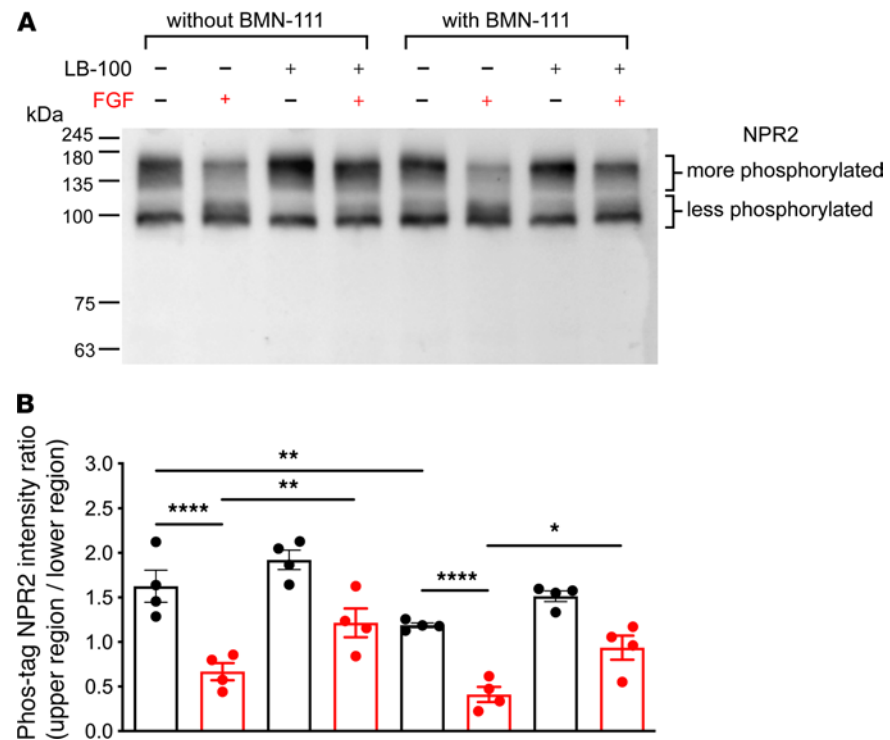 A
without BMN-111 with BMN-111
LB-100 – – + + – – + +
FGF – + – + – + – +
kDa
NPR2
245
180
more phosphorylated
135
less phosphorylated
100
75
63
B
Phos-tag NPR2 intensity ratio
(upper region / lower region)
3.0
**
2.5
**** **
2.0
*
1.5
****
1.0
0.5
0.0